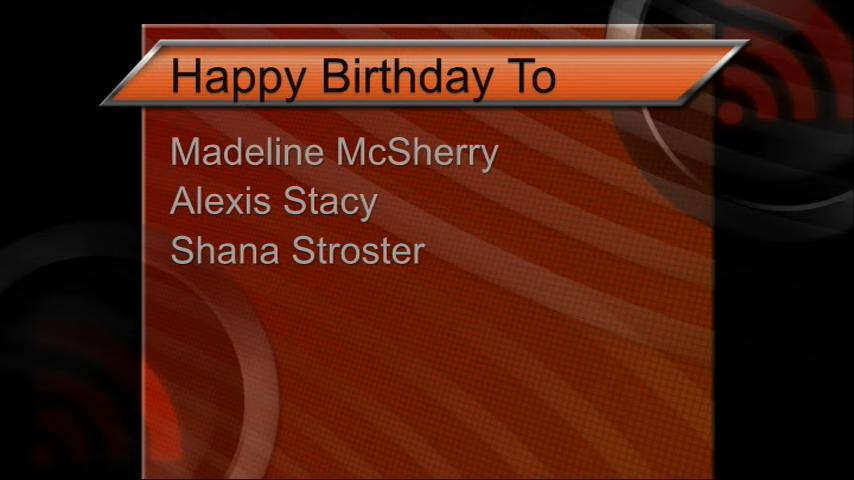 Happy Birthday To
Madeline McSherry
Alexis Stacy
Shana Stroster